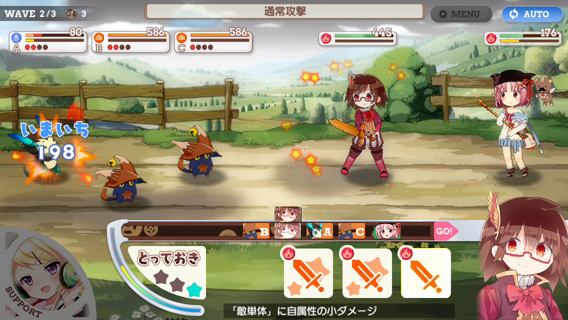 WAVE 2/3
3
通常攻撃
MENU
AUTO
80
A
586
B
586
C
445
176
いまいち
198
B
A
C
GO!
とっておき
SUPPORT
「敵単体」に自属性の小ダメージ